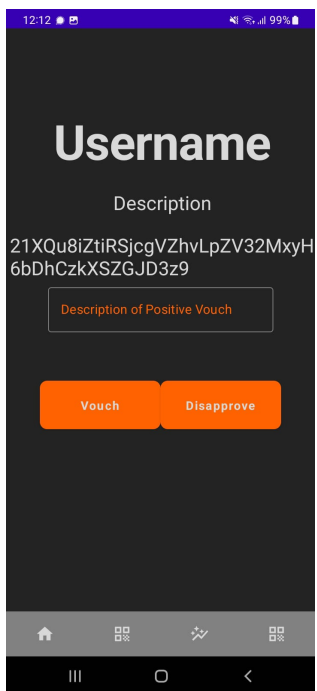 12:12 99%
Username
Description
21XQu8iZtiRSjcgVZhvLpZV32MxyH
6bDhCzkXSZGJD3z9
Description of Positive Vouch
Vouch Disapprove